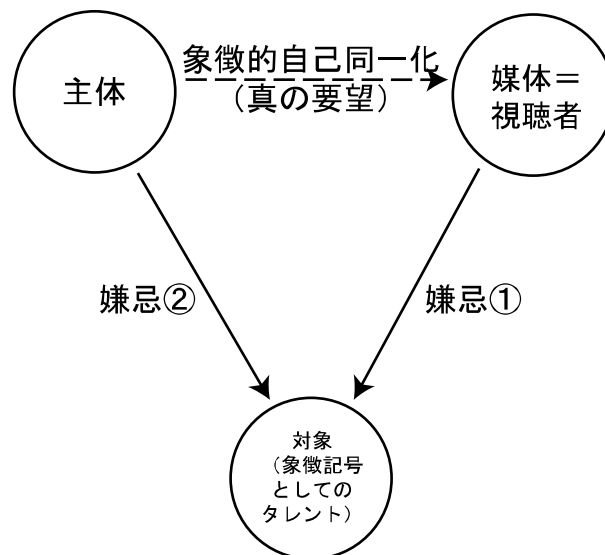 主体
象徴的自己同一化
(真の要望)
媒体=
視聴者
嫌忌②
嫌忌①
対象
(象徴記号
としての
タレント)